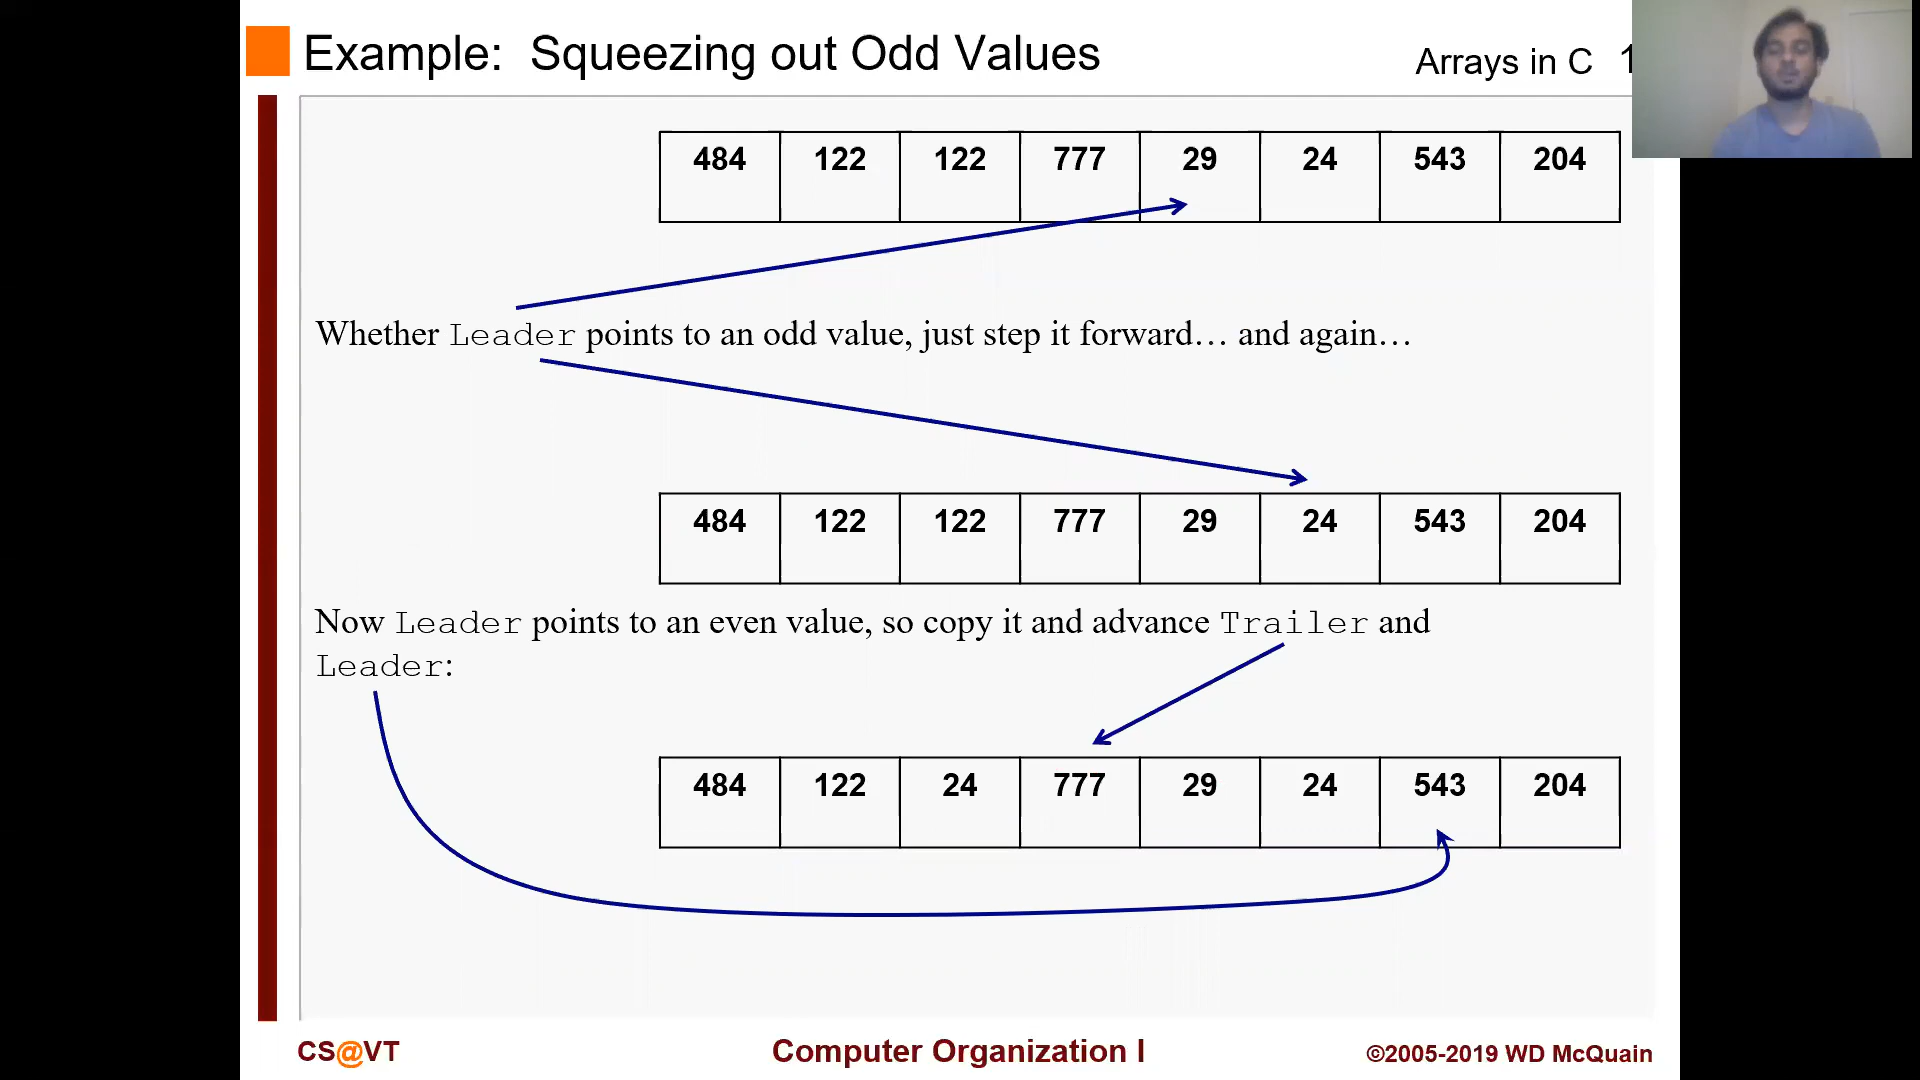 Example: Squeezing out Odd Values
Arrays in C 1
484 122 122 777 29 24 543 204
Whether Leader points to an odd value, just step it forward… and again…
484 122 122 777 29 24 543 204
Now Leader points to an even value, so copy it and advance Trailer and
Leader:
484 122 24 777 29 24 543 204
CS@VT
Computer Organization I
©2005-2019 WD McQuain